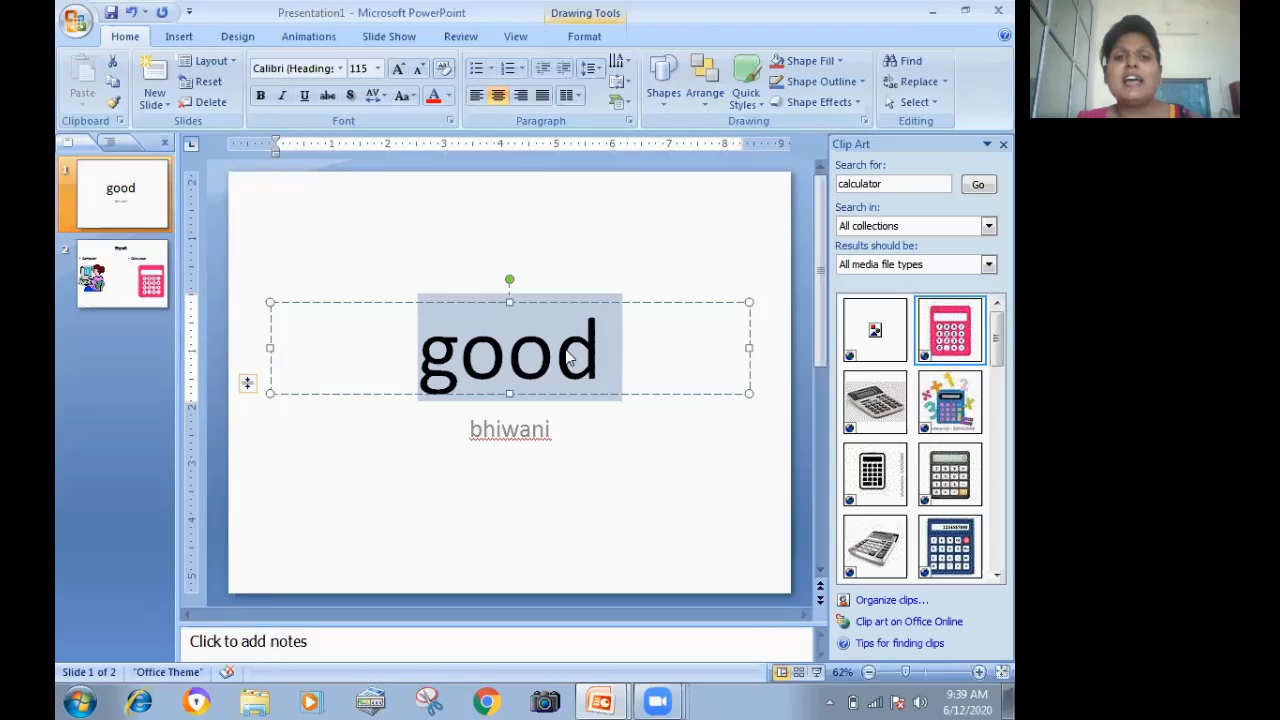 Presentation1 - Microsoft PowerPoint
Drawing Tools
Home Insert Design Animations Slide Show Review View Format
Paste
Clipboard
New Slide
Layout
Reset
Delete
Slides
Calibri (Headings 115
Font
Paragraph
Shapes
Arrange
Quick Styles
Shape Fill
Shape Outline
Shape Effects
Drawing
Find
Replace
Select
Editing
1
good
2
good
bhiwani
Click to add notes
Clip Art
Search for:
calculator Go
Search in:
All collections
Results should be:
All media file types
Organize clips...
Clip art on Office Online
Tips for finding clips
Slide 1 of 2 "Office Theme" 62%
9:39 AM
6/12/2020